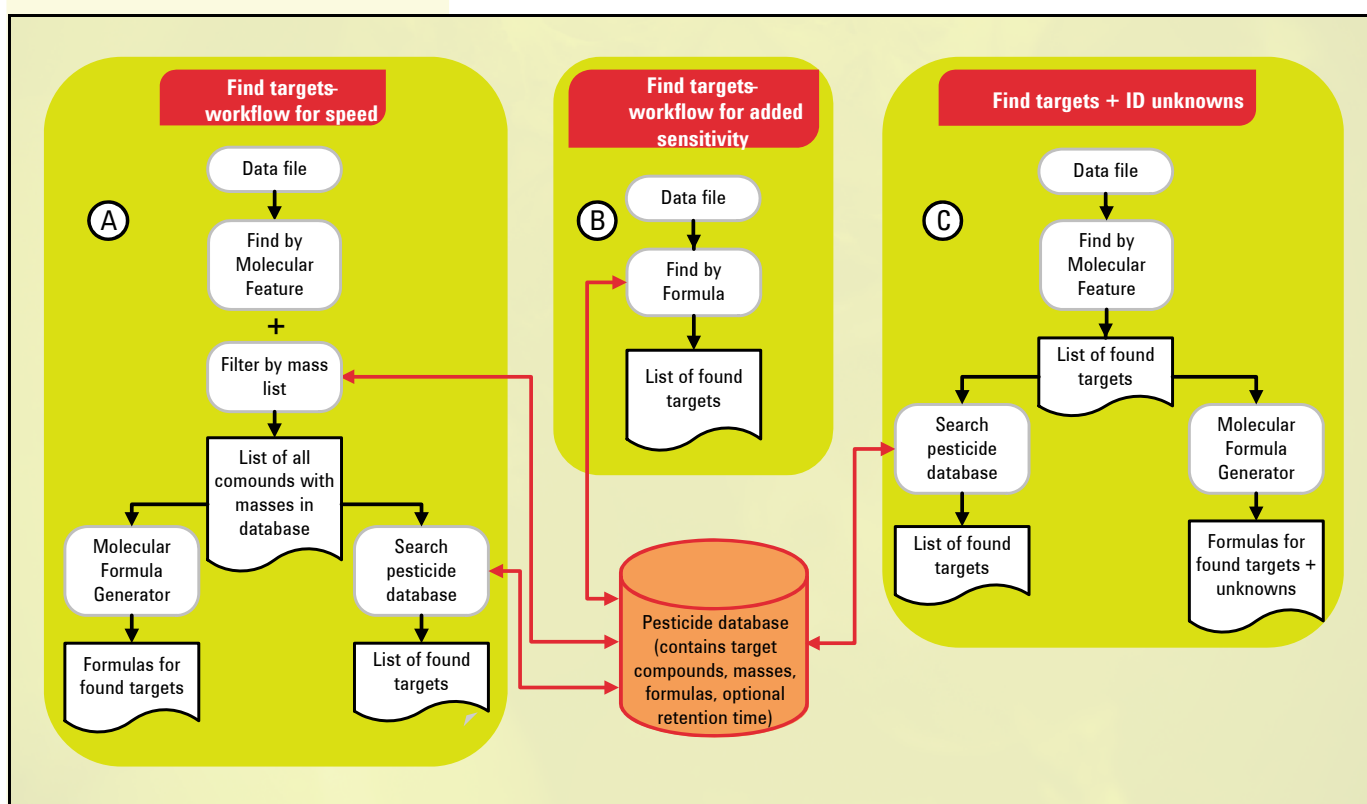 Find targets-
workflow for speed
Data file
A
Find by
Molecular
Feature
+
Filter by mass
list
List of all
comounds with
masses in
database
Molecular
Formula
Generator
Search
pesticide
database
Formulas for
found targets
List of found
targets
Find targets-
workflow for added
sensitivity
Data file
B
Find by
Formula
List of found
targets
Pesticide database
(contains target
compounds, masses,
formulas, optional
retention time)
Find targets + ID unknowns
Data file
C
Find by
Molecular
Feature
List of found
targets
Search
pesticide
database
Molecular
Formula
Generator
List of found
targets
Formulas for
found targets +
unknowns